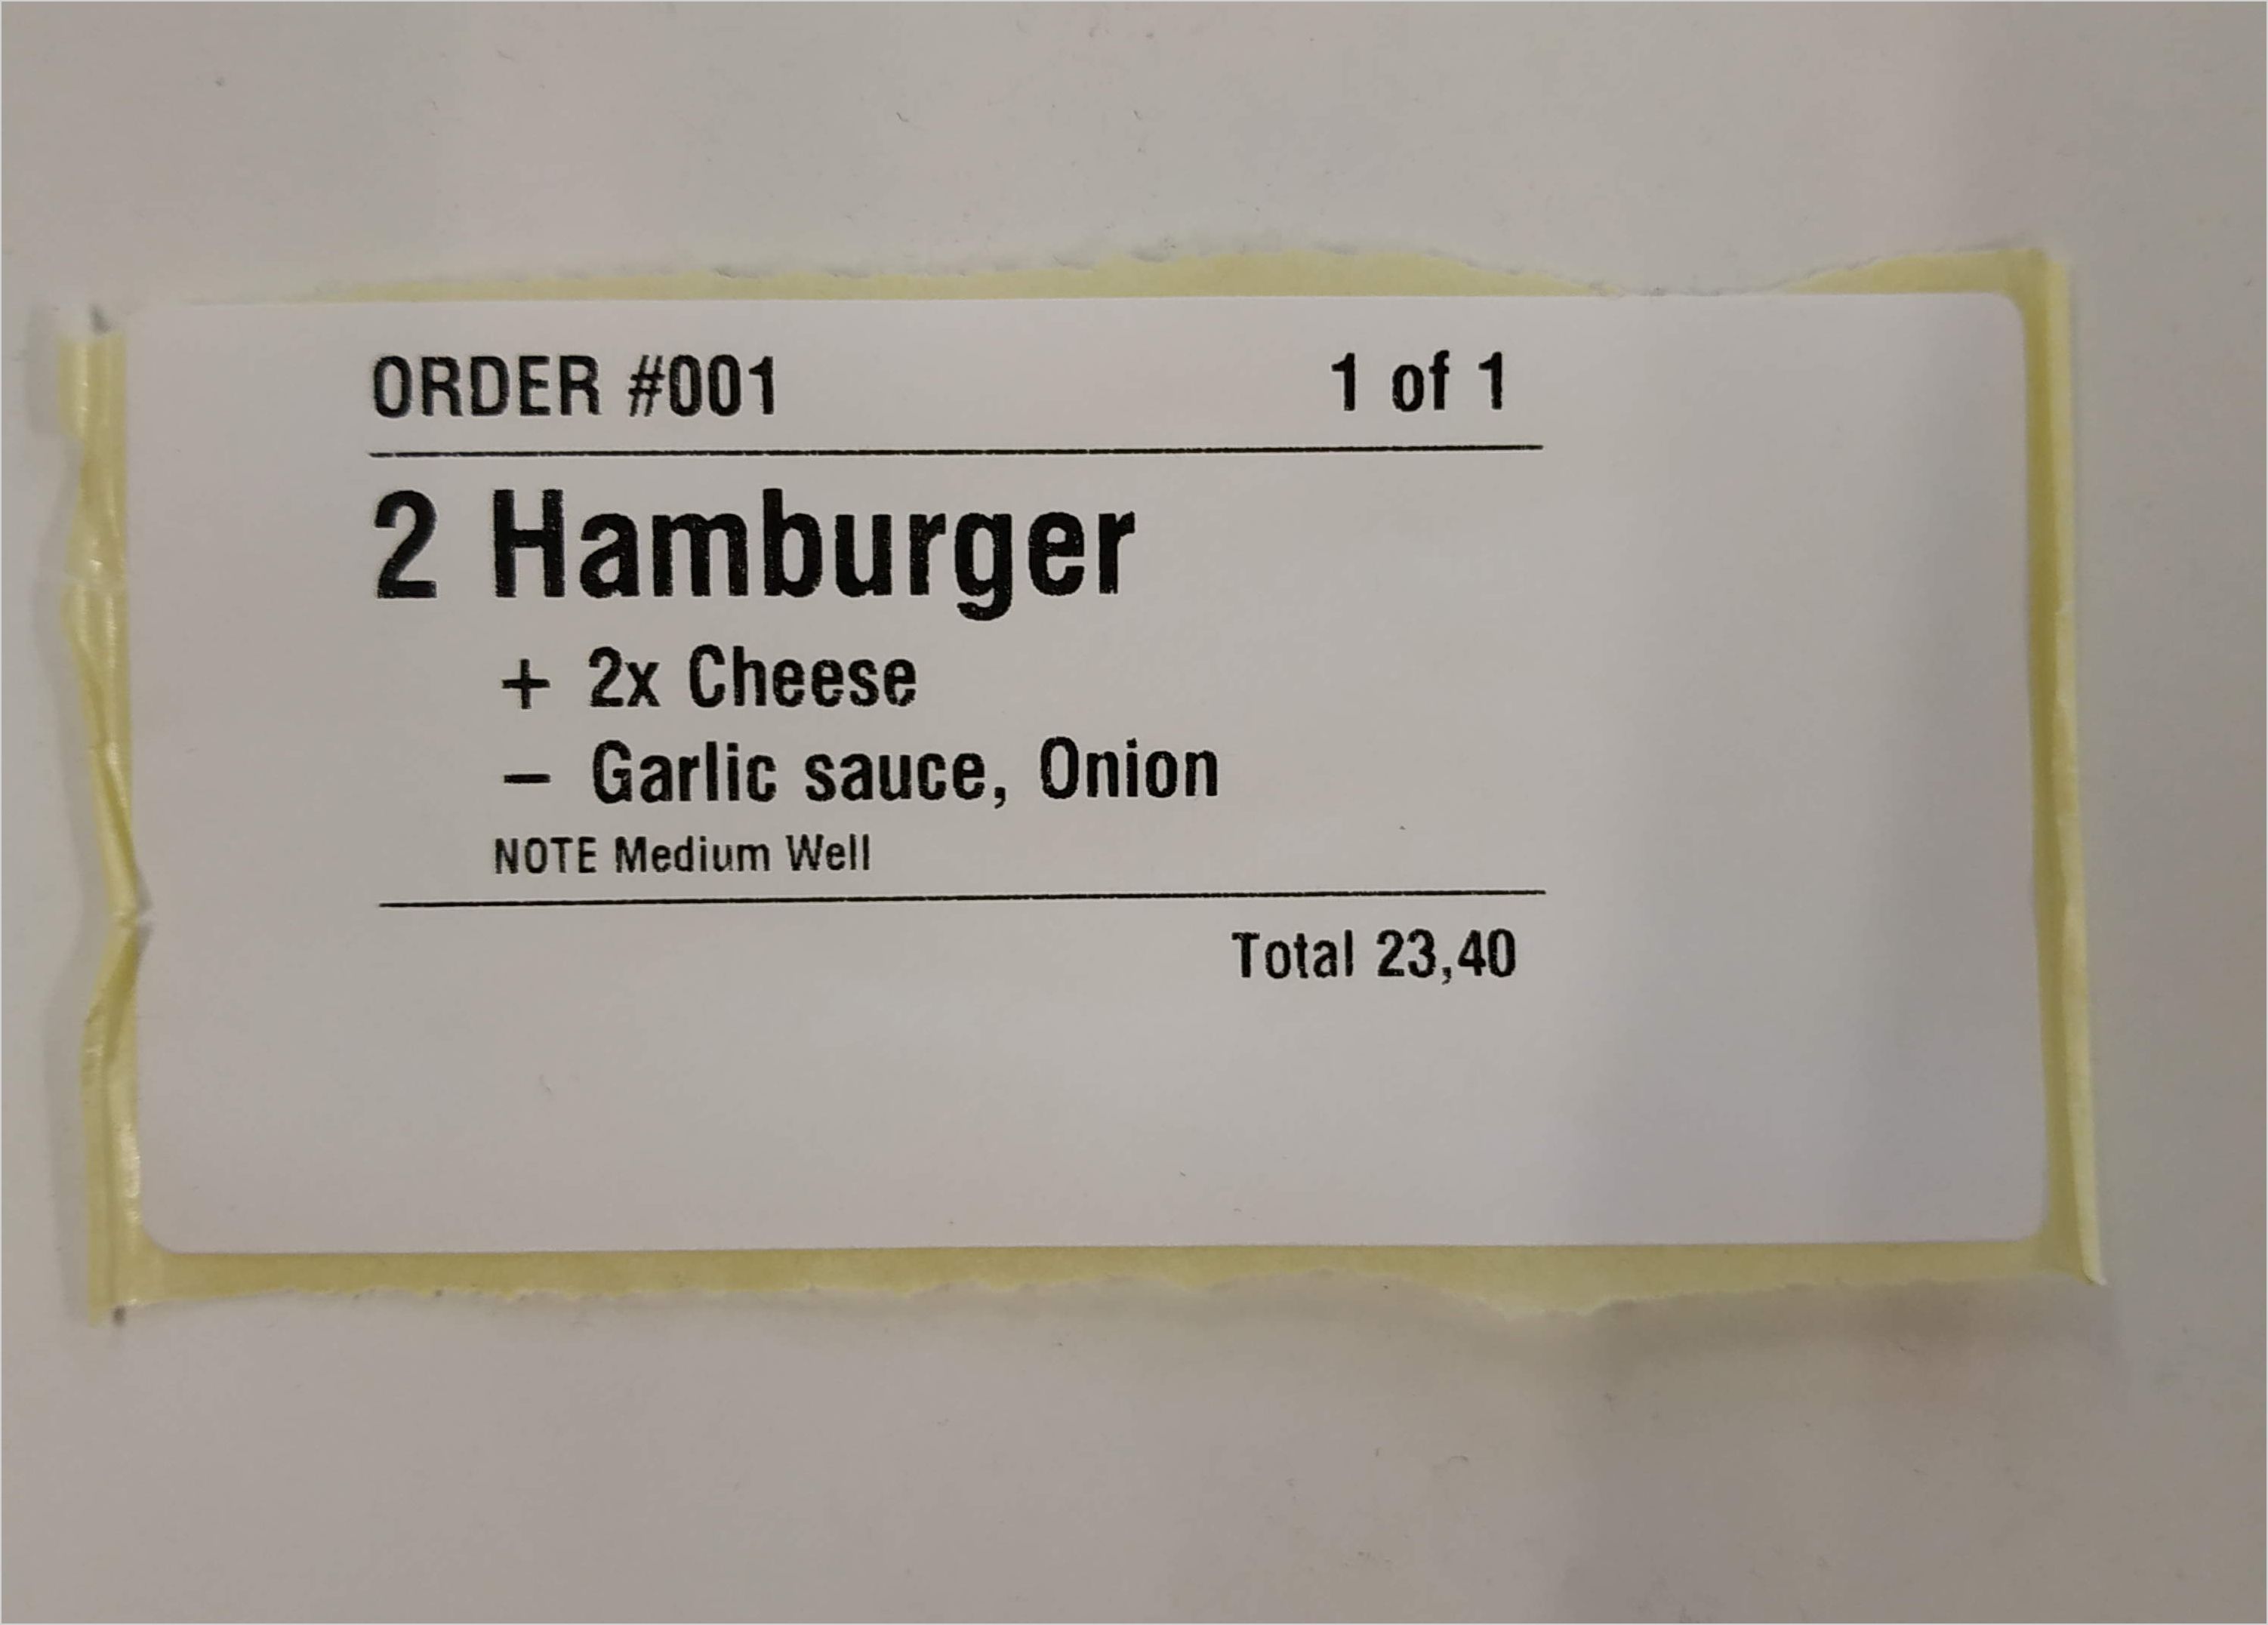 ORDER #001 1 of 1
2 Hamburger
+ 2x Cheese
– Garlic sauce, Onion
NOTE Medium Well
Total 23,40